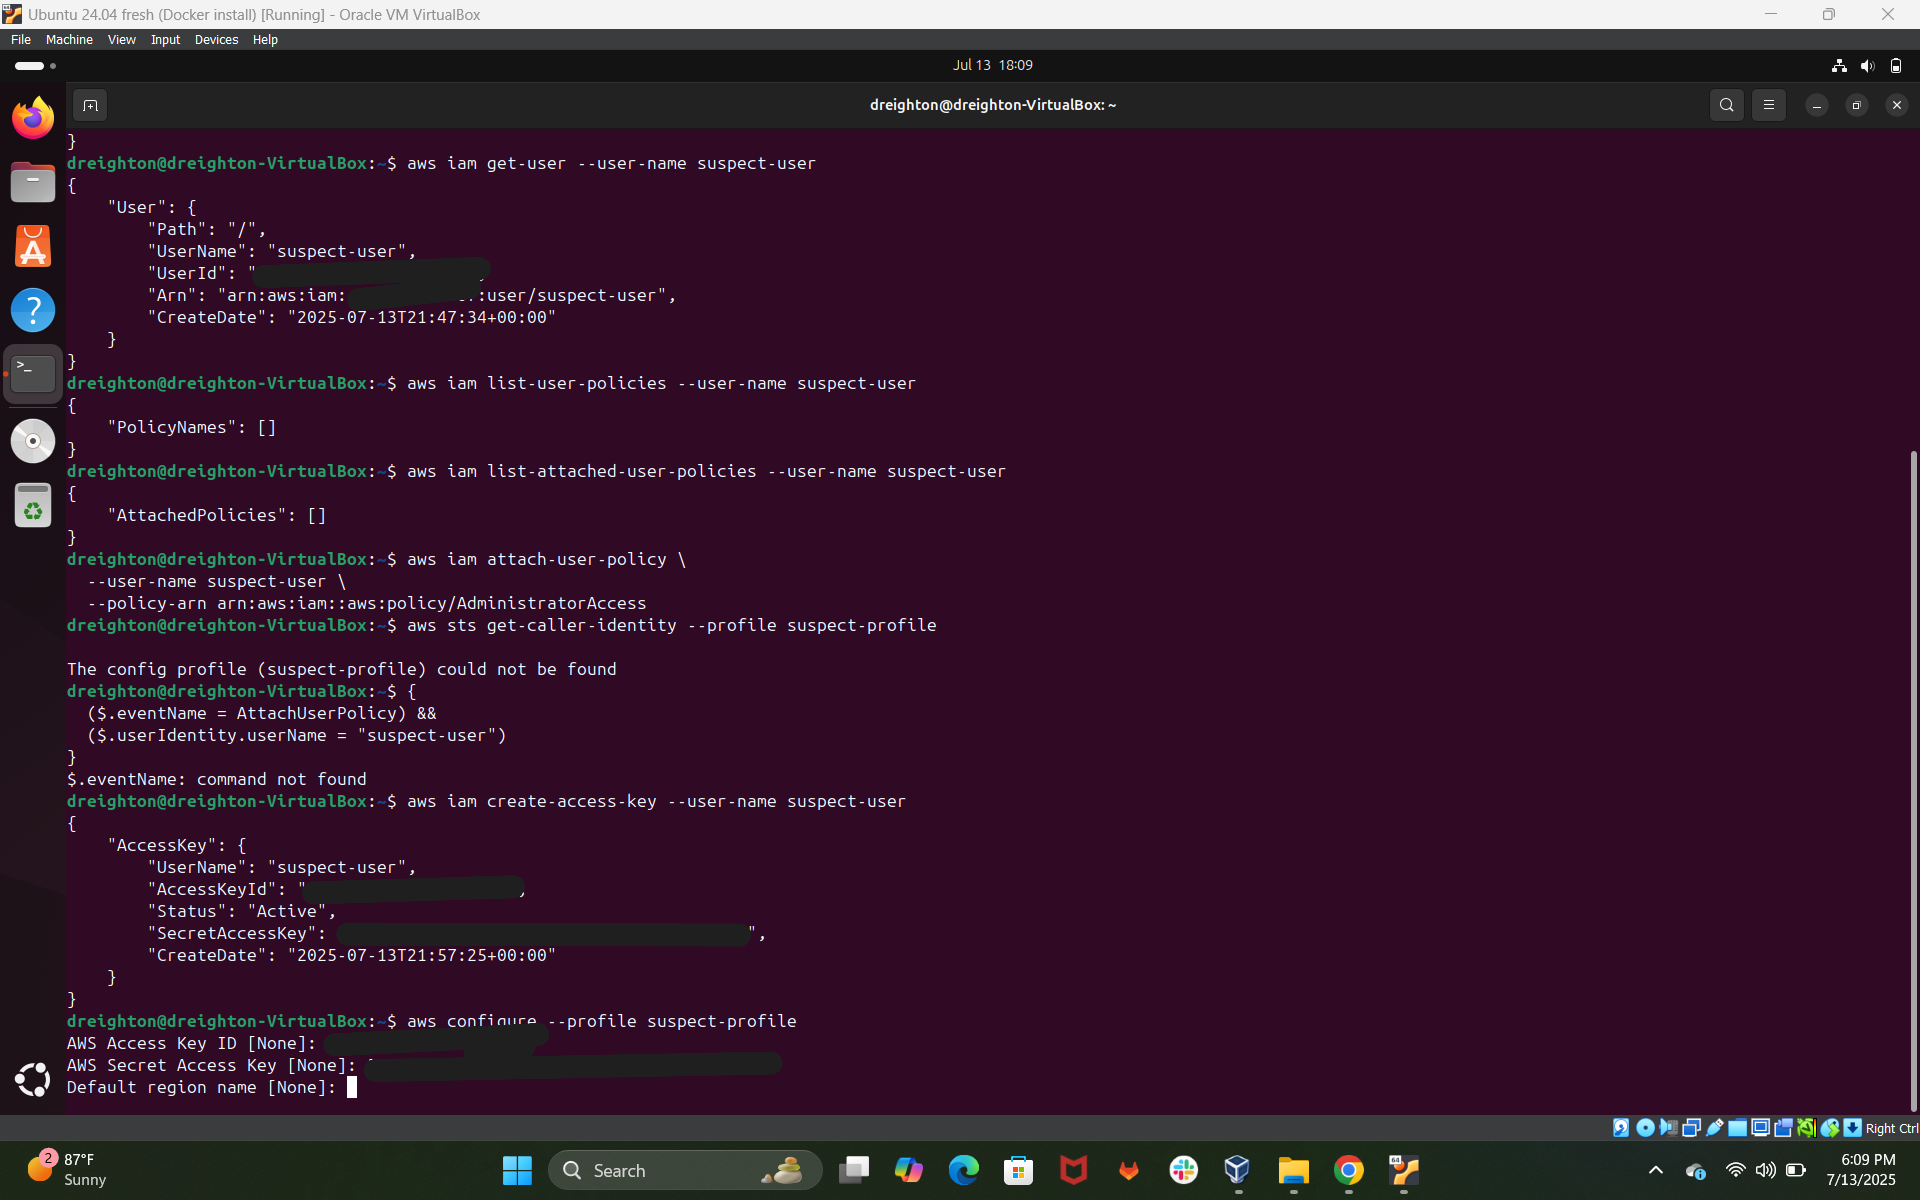 Ubuntu 24.04 fresh (Docker install) [Running] - Oracle VM VirtualBox
File Machine View Input Devices Help
Jul 13 18:09
dreighton@dreighton-VirtualBox: ~
}
dreighton@dreighton-VirtualBox:~$ aws iam get-user --user-name suspect-user
{
    "User": {
        "Path": "/",
        "UserName": "suspect-user",
        "UserId": "
        "Arn": "arn:aws:iam: :user/suspect-user",
        "CreateDate": "2025-07-13T21:47:34+00:00"
    }
}
dreighton@dreighton-VirtualBox:~$ aws iam list-user-policies --user-name suspect-user
{
    "PolicyNames": []
}
dreighton@dreighton-VirtualBox:~$ aws iam list-attached-user-policies --user-name suspect-user
{
    "AttachedPolicies": []
}
dreighton@dreighton-VirtualBox:~$ aws iam attach-user-policy \
  --user-name suspect-user \
  --policy-arn arn:aws:iam::aws:policy/AdministratorAccess
dreighton@dreighton-VirtualBox:~$ aws sts get-caller-identity --profile suspect-profile
The config profile (suspect-profile) could not be found
dreighton@dreighton-VirtualBox:~$ {
  ($.eventName = AttachUserPolicy) &&
  ($.userIdentity.userName = "suspect-user")
}
$.eventName: command not found
dreighton@dreighton-VirtualBox:~$ aws iam create-access-key --user-name suspect-user
{
    "AccessKey": {
        "UserName": "suspect-user",
        "AccessKeyId": " ,
        "Status": "Active",
        "SecretAccessKey": ",
        "CreateDate": "2025-07-13T21:57:25+00:00"
    }
}
dreighton@dreighton-VirtualBox:~$ aws configure --profile suspect-profile
AWS Access Key ID [None]:
AWS Secret Access Key [None]:
Default region name [None]:
Right Ctrl
2
87°F
Sunny
Search
64
6:09 PM
7/13/2025